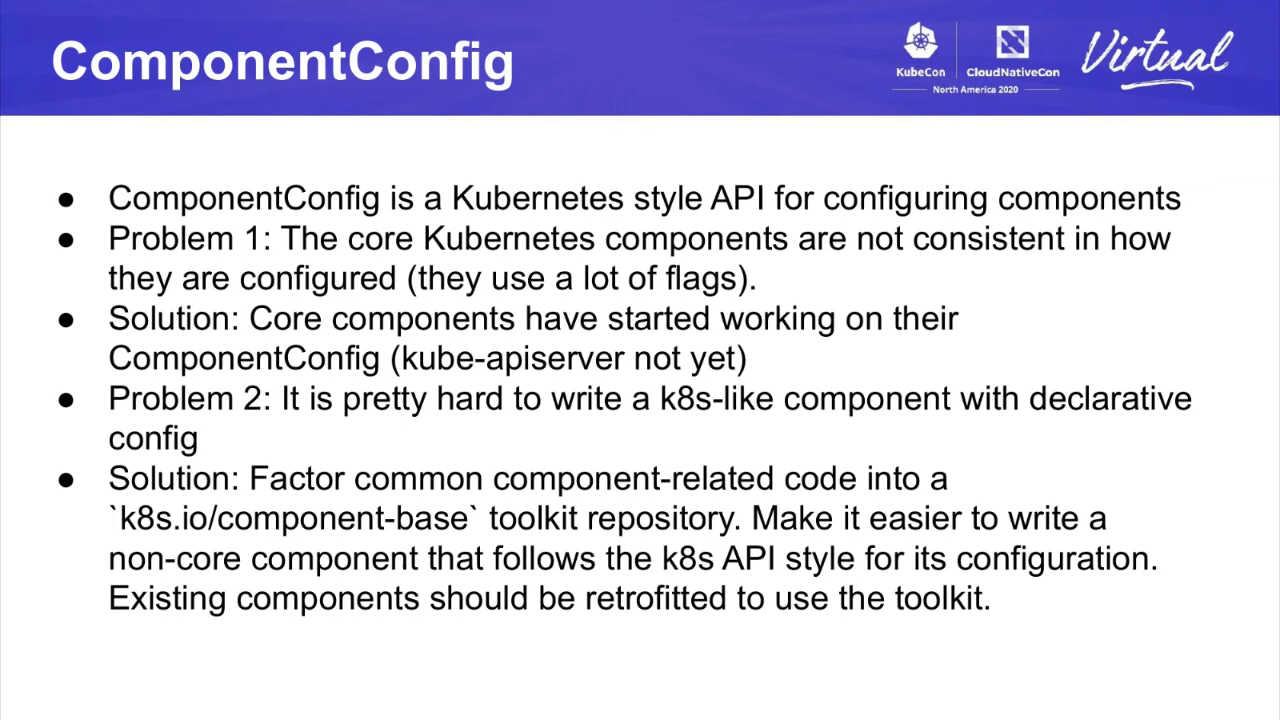 ComponentConfig
KubeCon
CloudNativeCon
North America 2020
Virtual
● ComponentConfig is a Kubernetes style API for configuring components
● Problem 1: The core Kubernetes components are not consistent in how
they are configured (they use a lot of flags).
● Solution: Core components have started working on their
ComponentConfig (kube-apiserver not yet)
● Problem 2: It is pretty hard to write a k8s-like component with declarative
config
● Solution: Factor common component-related code into a
`k8s.io/component-base` toolkit repository. Make it easier to write a
non-core component that follows the k8s API style for its configuration.
Existing components should be retrofitted to use the toolkit.